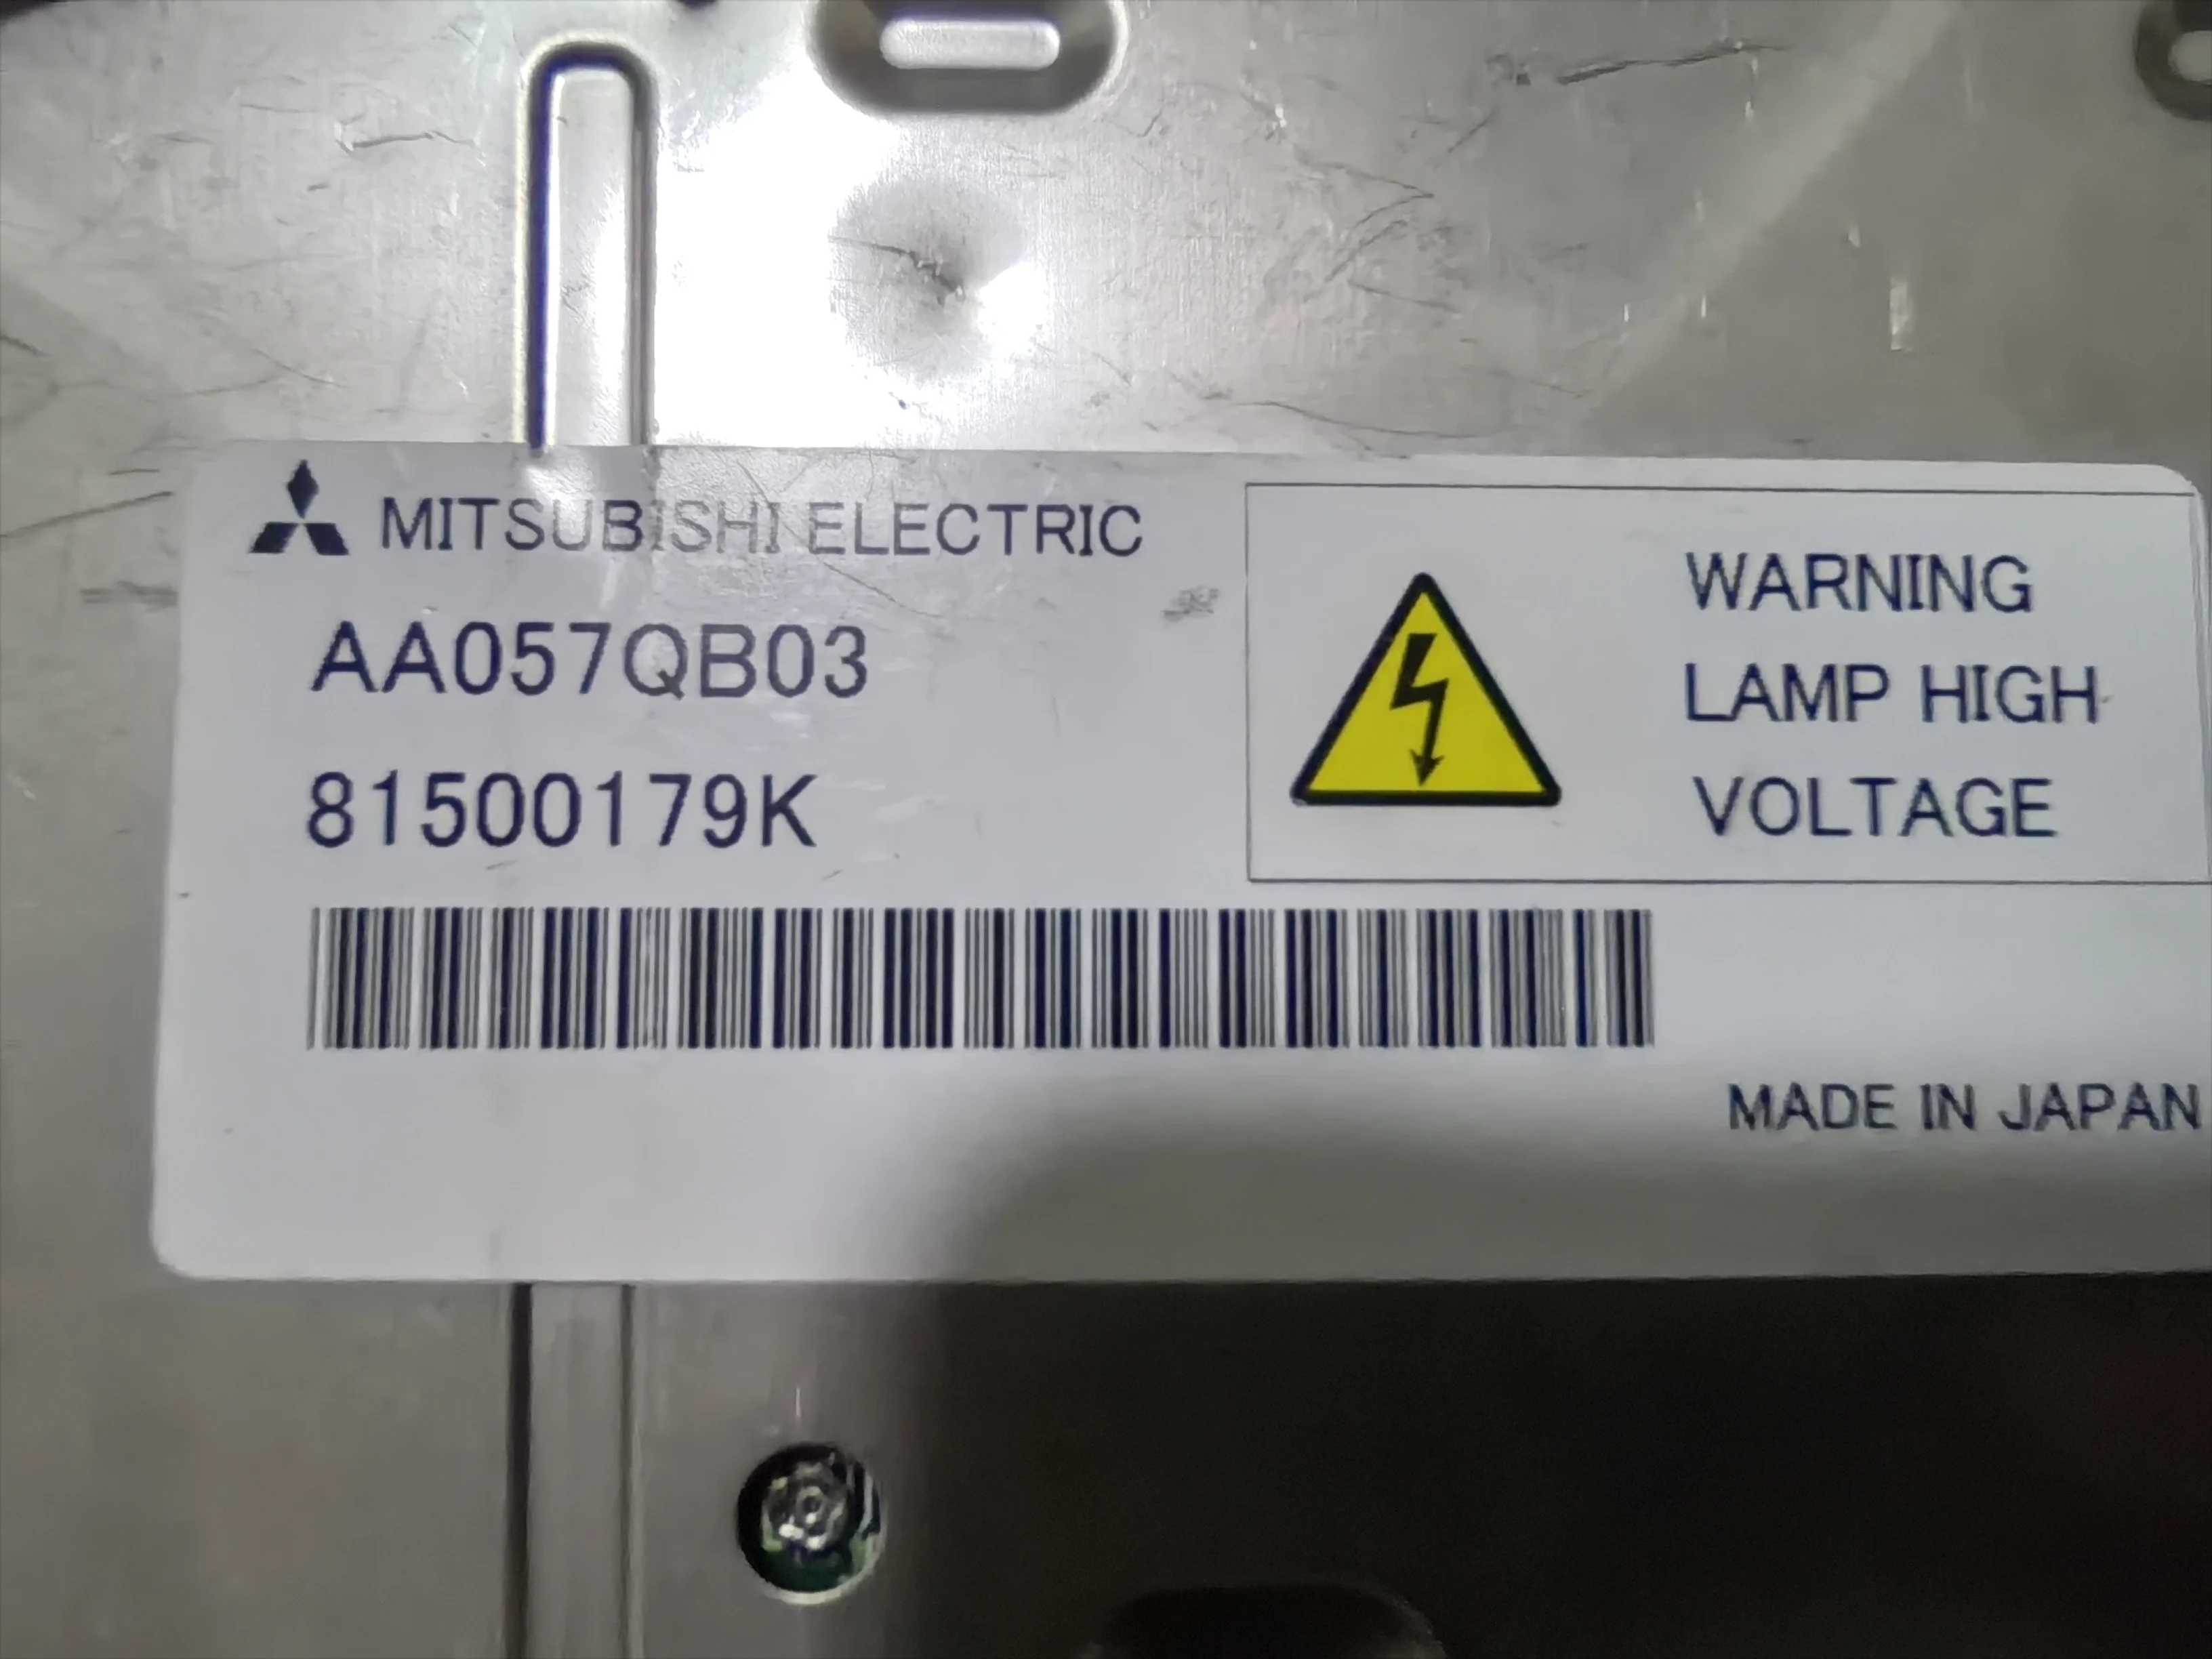 MITSUBISHI ELECTRIC
AA057QB03
81500179K
WARNING
LAMP HIGH
VOLTAGE
MADE IN JAPAN